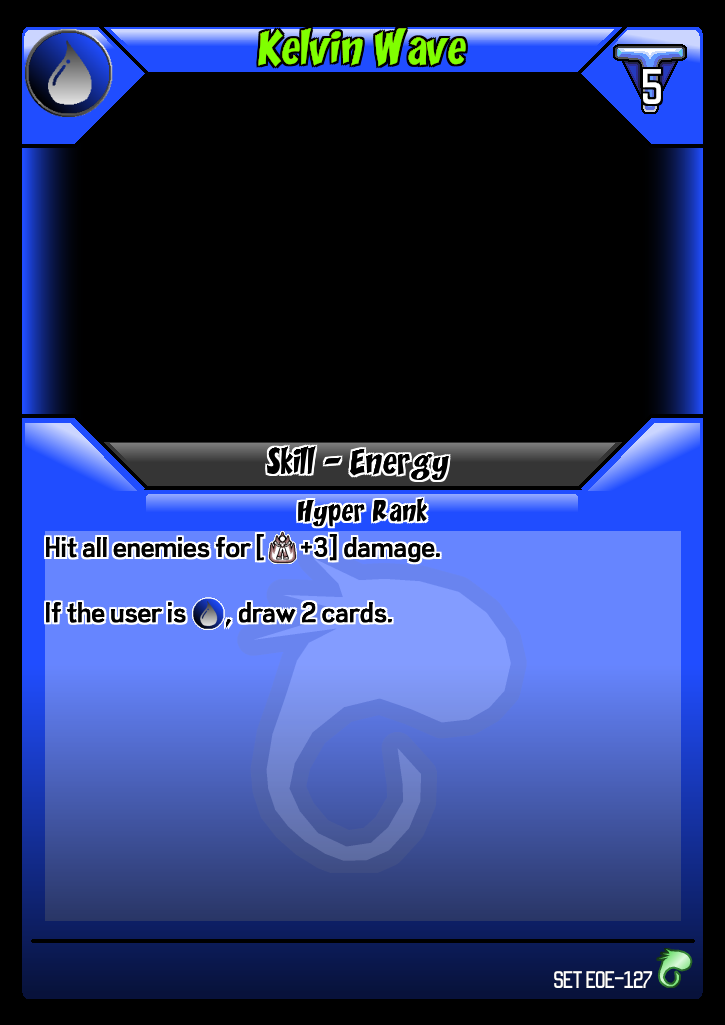 Kelvin Wave
5
Skill - Energy
Hyper Rank
Hit all enemies for [ +3] damage.
If the user is , draw 2 cards.
SET EOE-127